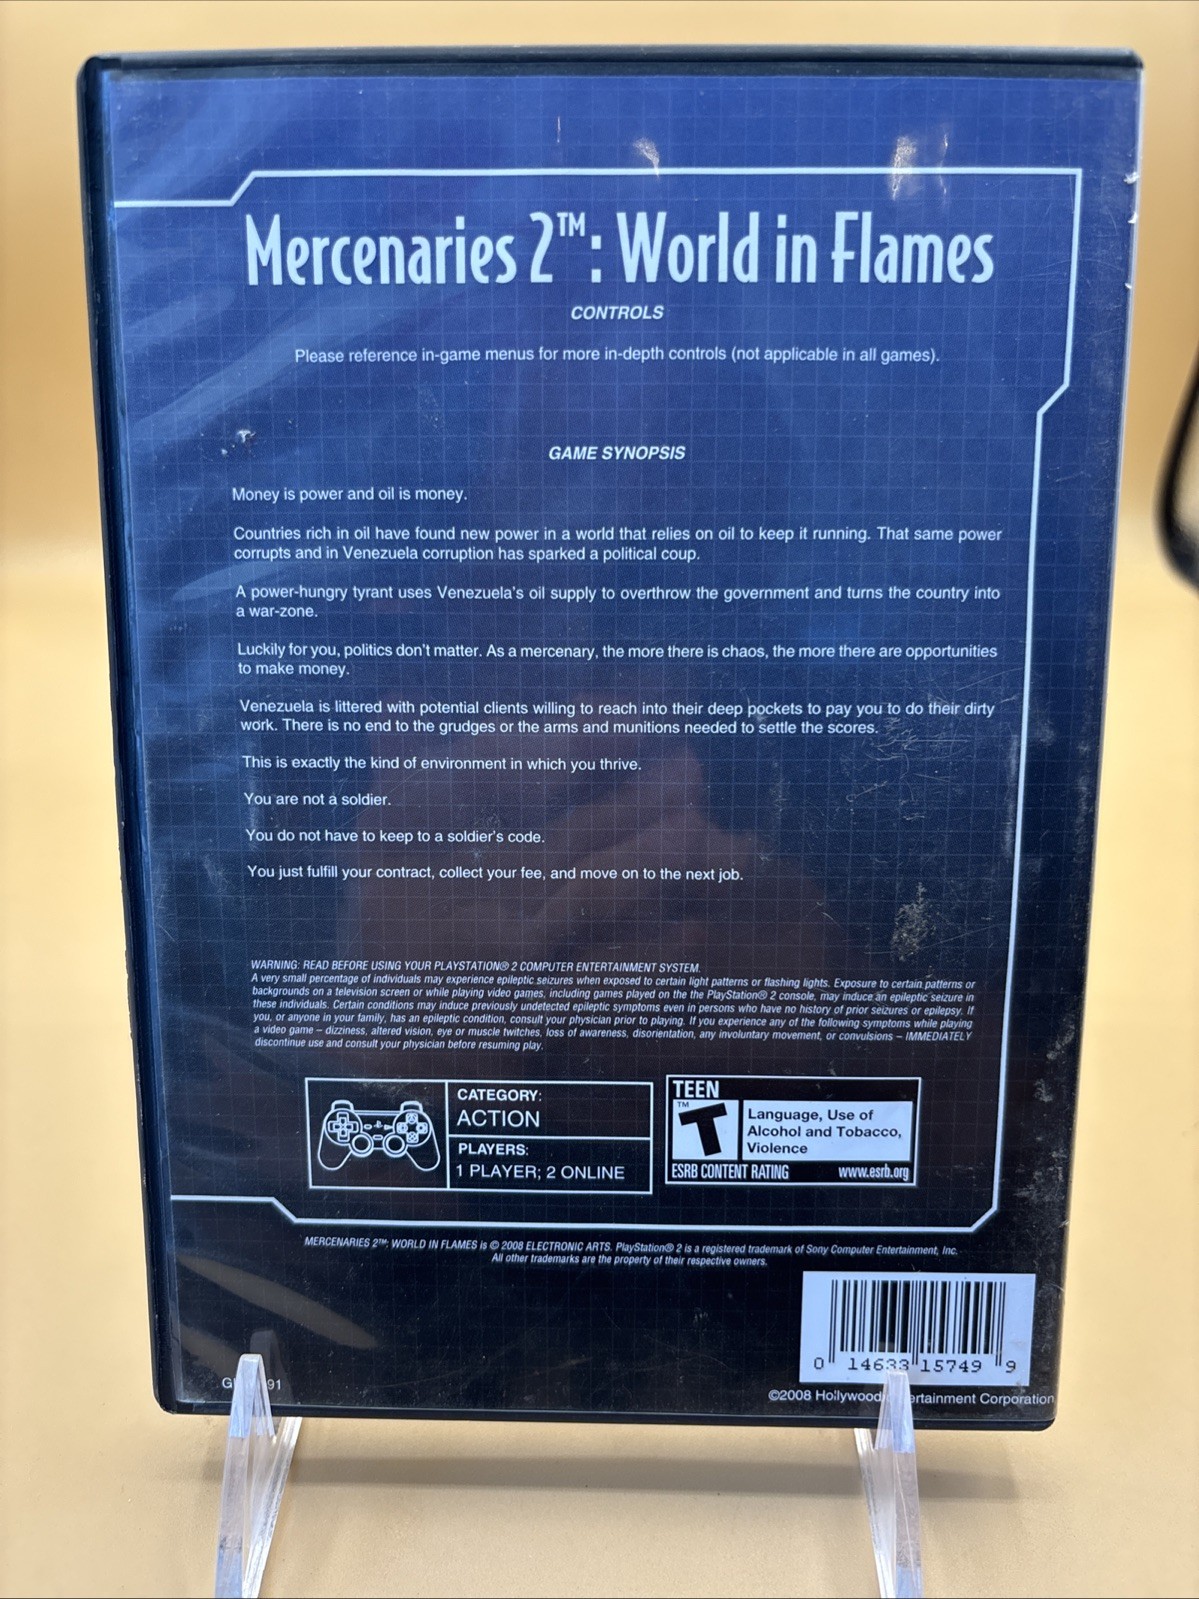 Mercenaries 2™: World in Flames
CONTROLS
Please reference in-game menus for more in-depth controls (not applicable in all games).
GAME SYNOPSIS
Money is power and oil is money.
Countries rich in oil have found new power in a world that relies on oil to keep it running. That same power
corrupts and in Venezuela corruption has sparked a political coup.
A power-hungry tyrant uses Venezuela's oil supply to overthrow the government and turns the country into
a war-zone.
Luckily for you, politics don't matter. As a mercenary, the more there is chaos, the more there are opportunities
to make money.
Venezuela is littered with potential clients willing to reach into their deep pockets to pay you to do their dirty
work. There is no end to the grudges or the arms and munitions needed to settle the scores.
This is exactly the kind of environment in which you thrive.
You are not a soldier.
You do not have to keep to a soldier's code.
You just fulfill your contract, collect your fee, and move on to the next job.
WARNING: READ BEFORE USING YOUR PLAYSTATION® 2 COMPUTER ENTERTAINMENT SYSTEM.
A very small percentage of individuals may experience epileptic seizures when exposed to certain light patterns or flashing lights. Exposure to certain patterns or
backgrounds on a television screen or while playing video games, including games played on the the PlayStation® 2 console, may induce an epileptic seizure in
these individuals. Certain conditions may induce previously undetected epileptic symptoms even in persons who have no history of prior seizures or epilepsy. If
you, or anyone in your family, has an epileptic condition, consult your physician prior to playing. If you experience any of the following symptoms while playing
a video game – dizziness, altered vision, eye or muscle twitches, loss of awareness, disorientation, any involuntary movement, or convulsions – IMMEDIATELY
discontinue use and consult your physician before resuming play.
CATEGORY:
ACTION
PLAYERS:
1 PLAYER; 2 ONLINE
TEEN
T™
Language, Use of
Alcohol and Tobacco,
Violence
ESRB CONTENT RATING www.esrb.org
MERCENARIES 2™: WORLD IN FLAMES is © 2008 ELECTRONIC ARTS. PlayStation® 2 is a registered trademark of Sony Computer Entertainment, Inc.
All other trademarks are the property of their respective owners.
0 14633 15749 9
©2008 Hollywood Corporation